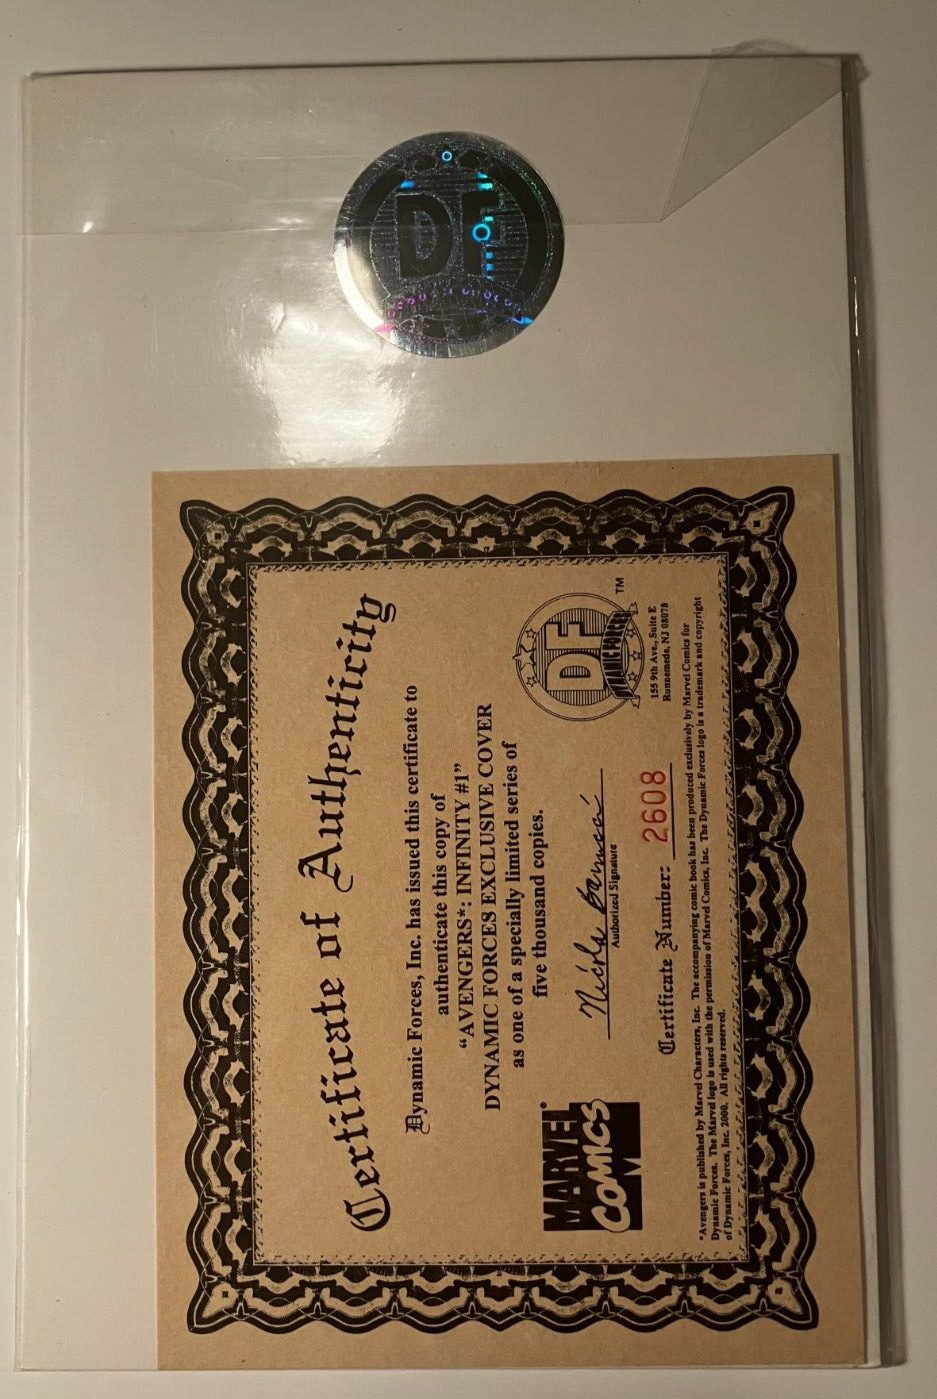 DF
Certificate of Authenticity
Dynamic Forces, Inc. has issued this certificate to
authenticate this copy of
“AVENGERS*: INFINITY #1”
DYNAMIC FORCES EXCLUSIVE COVER
as one of a specially limited series of
five thousand copies.
MARVEL®
COMICS
Authorized Signature
DF
TM
155 9th Ave., Suite E
Runnemede, NJ 08078
Certificate Number: 2608
*Avengers is published by Marvel Characters, Inc. The accompanying comic book has been produced exclusively by Marvel Comics for
Dynamic Forces. The Marvel logo is used with the permission of Marvel Comics, Inc. The Dynamic Forces logo is a trademark and copyright
of Dynamic Forces, Inc. 2000. All rights reserved.